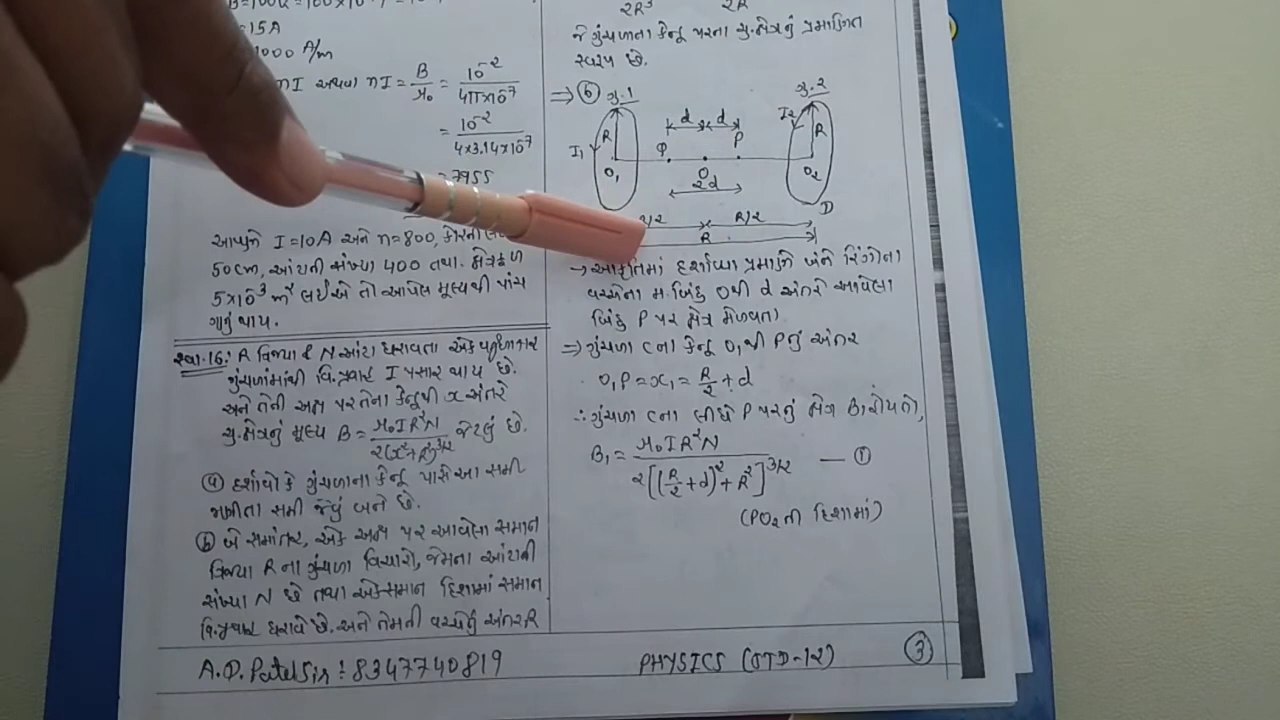 = 15A
1000 A/m
nI અથવા nI = B/μ₀ = 10⁻²/4π×10⁻⁷
= 10⁻²/4×3.14×10⁻⁷
= 7955
આપણે I=10A અને n=800, કોરની
50cm, આંટાની સંખ્યા 400 તથા ક્ષેત્રફળ
5×10⁻³ m² લઈએ તો આપેલ મૂલ્યથી પાંચ
ગણું થાય.
સ્વા-16: R ત્રિજ્યા ને N આંટા ધરાવતા એક વર્તુળાકાર
ગૂંચળામાંથી વિ.પ્રવાહ I પસાર થાય છે.
અને તેની અક્ષ પર તેના કેન્દ્રથી x અંતરે
ચુ.ક્ષેત્રનું મૂલ્ય B = μ₀IR²N/2(x²+R²)^3/2 જેટલું છે.
(a) દર્શાવો કે ગૂંચળાના કેન્દ્ર પાસે આ સમી.
જાણીતા સમી જેવું બને છે.
(b) બે સમાંતર, એક અક્ષ પર આવેલા સમાન
ત્રિજ્યા R ના ગૂંચળા વિચારો, જેમના આંટાની
સંખ્યા N છે તથા એકસમાન દિશામાં સમાન
વિ.પ્રવાહ ધરાવે છે. અને તેમની વચ્ચેનું અંતર R
2R³ 2R
જે ગૂંચળાના કેન્દ્ર પરના ચુ.ક્ષેત્રનું પ્રમાણિત
સ્વરૂપ છે.
⇒ (b) ગૂ.1 ગૂ.2
d d
I₁ R Q O P I₂ R
O₁ O₂
2d
R/2 R/2
D
R
→ આકૃતિમાં દર્શાવ્યા પ્રમાણે બંને રિંગોના
વચ્ચેના મ.બિંદુ O થી d અંતરે આવેલા
બિંદુ P પર ક્ષેત્ર મેળવતા
⇒ ગૂંચળા C ના કેન્દ્ર O₁ થી P નું અંતર
O₁P = x₁ = R/2 + d
∴ ગૂંચળા C ના લીધે P પરનું ક્ષેત્ર B₁ હોય તો,
B₁ = μ₀IR²N/2[(R/2+d)²+R²]^3/2 — ①
(PO₂ ની દિશામાં)
A.D.Patel Sir : 8347740819 PHYSICS (STD-12) ③